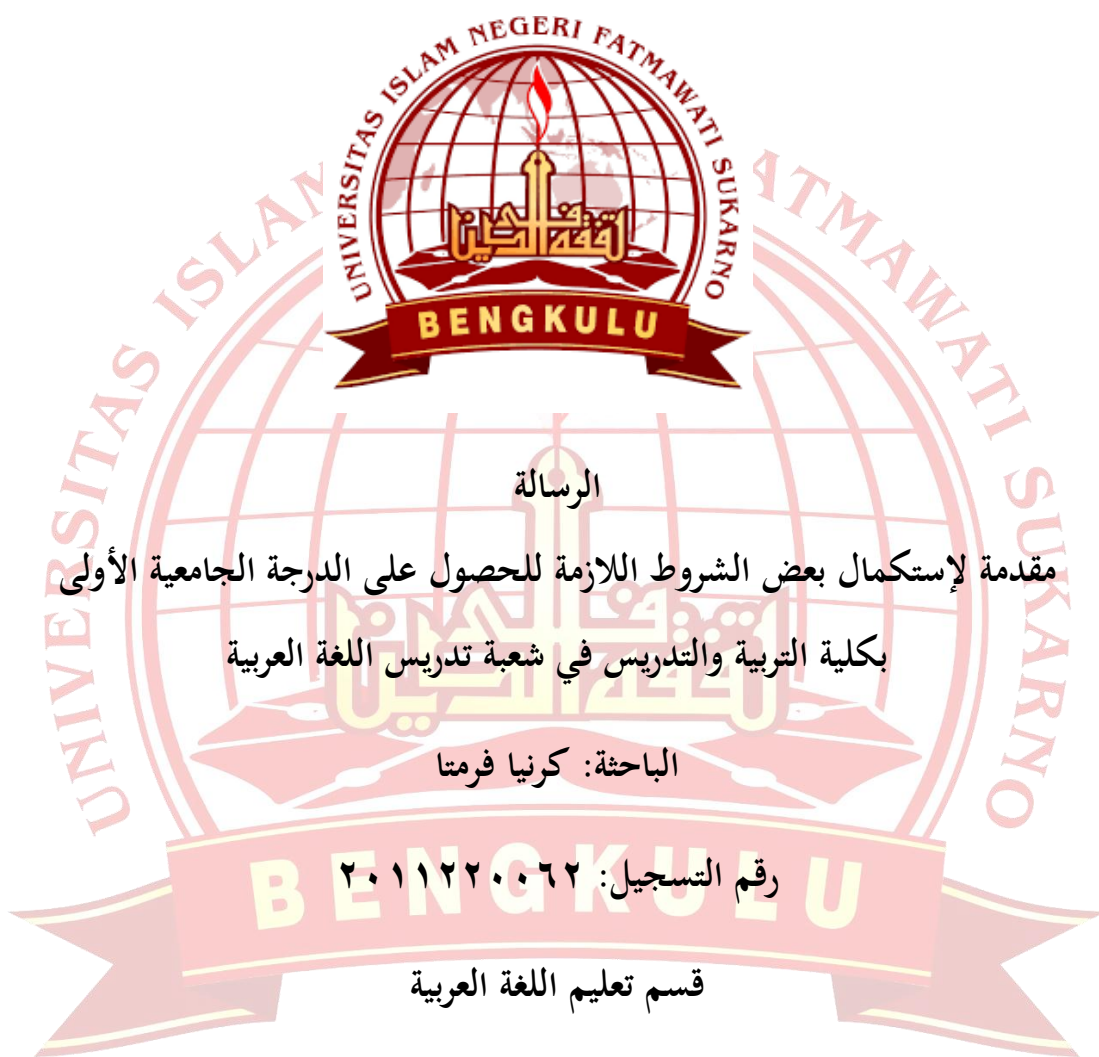 UNIVERSITAS ISLAM NEGERI FATMAWATI SUKARNO
BENGKULU
الرسالة
مقدمة لإستكمال بعض الشروط اللازمة للحصول على الدرجة الجامعية الأولى
بكلية التربية والتدريس في شعبة تدريس اللغة العربية
الباحثة: كرنيا فرمتا
رقم التسجيل: ٢٠١١٢٢٠٠٦٢
قسم تعليم اللغة العربية